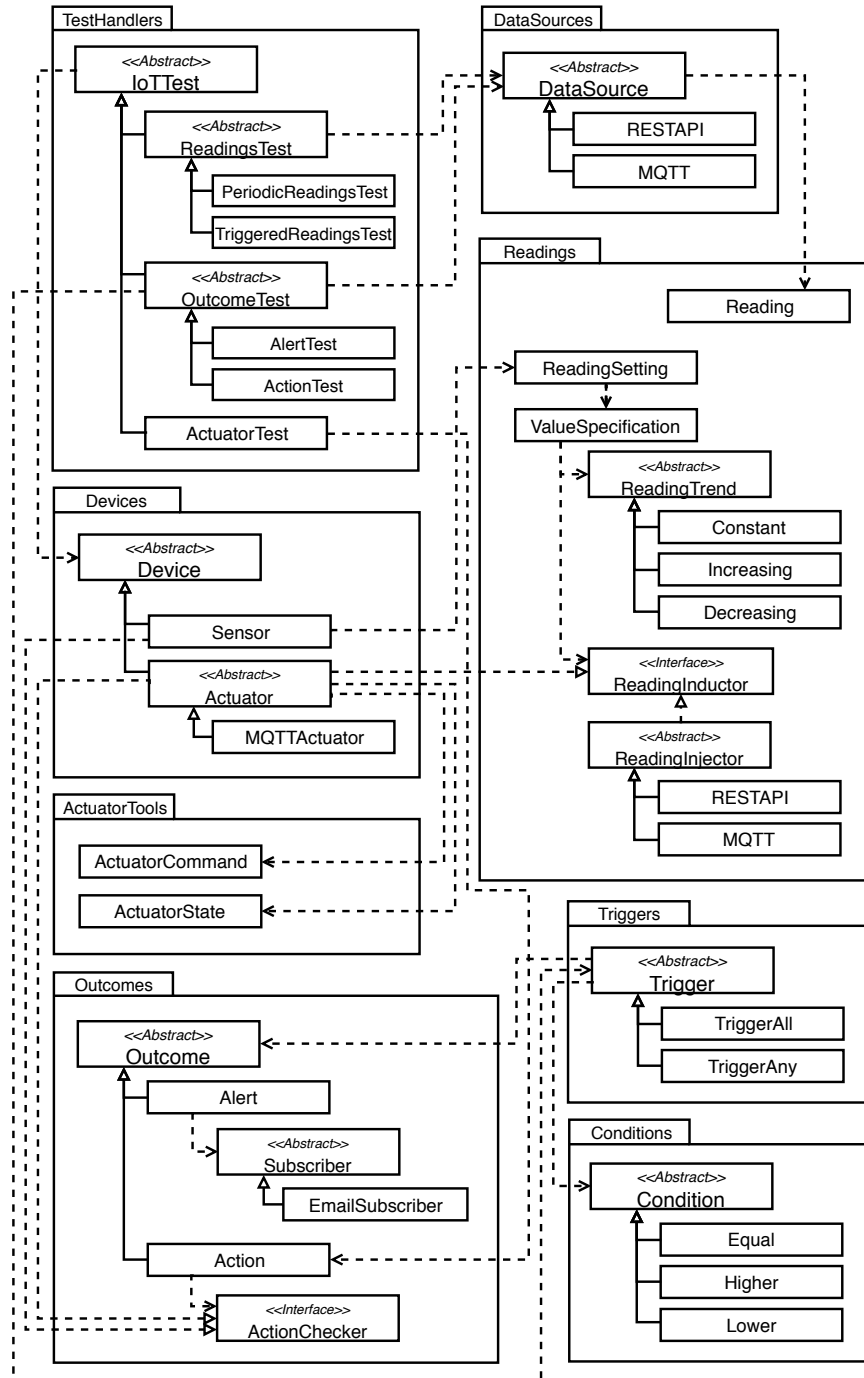 TestHandlers
<<Abstract>>
IoTTest
<<Abstract>>
ReadingsTest
PeriodicReadingsTest
TriggeredReadingsTest
<<Abstract>>
OutcomeTest
AlertTest
ActionTest
ActuatorTest
DataSources
<<Abstract>>
DataSource
RESTAPI
MQTT
Readings
Reading
ReadingSetting
ValueSpecification
<<Abstract>>
ReadingTrend
Constant
Increasing
Decreasing
<<Interface>>
ReadingInductor
<<Abstract>>
ReadingInjector
RESTAPI
MQTT
Devices
<<Abstract>>
Device
Sensor
<<Abstract>>
Actuator
MQTTActuator
ActuatorTools
ActuatorCommand
ActuatorState
Triggers
<<Abstract>>
Trigger
TriggerAll
TriggerAny
Outcomes
<<Abstract>>
Outcome
Alert
<<Abstract>>
Subscriber
EmailSubscriber
Action
<<Interface>>
ActionChecker
Conditions
<<Abstract>>
Condition
Equal
Higher
Lower